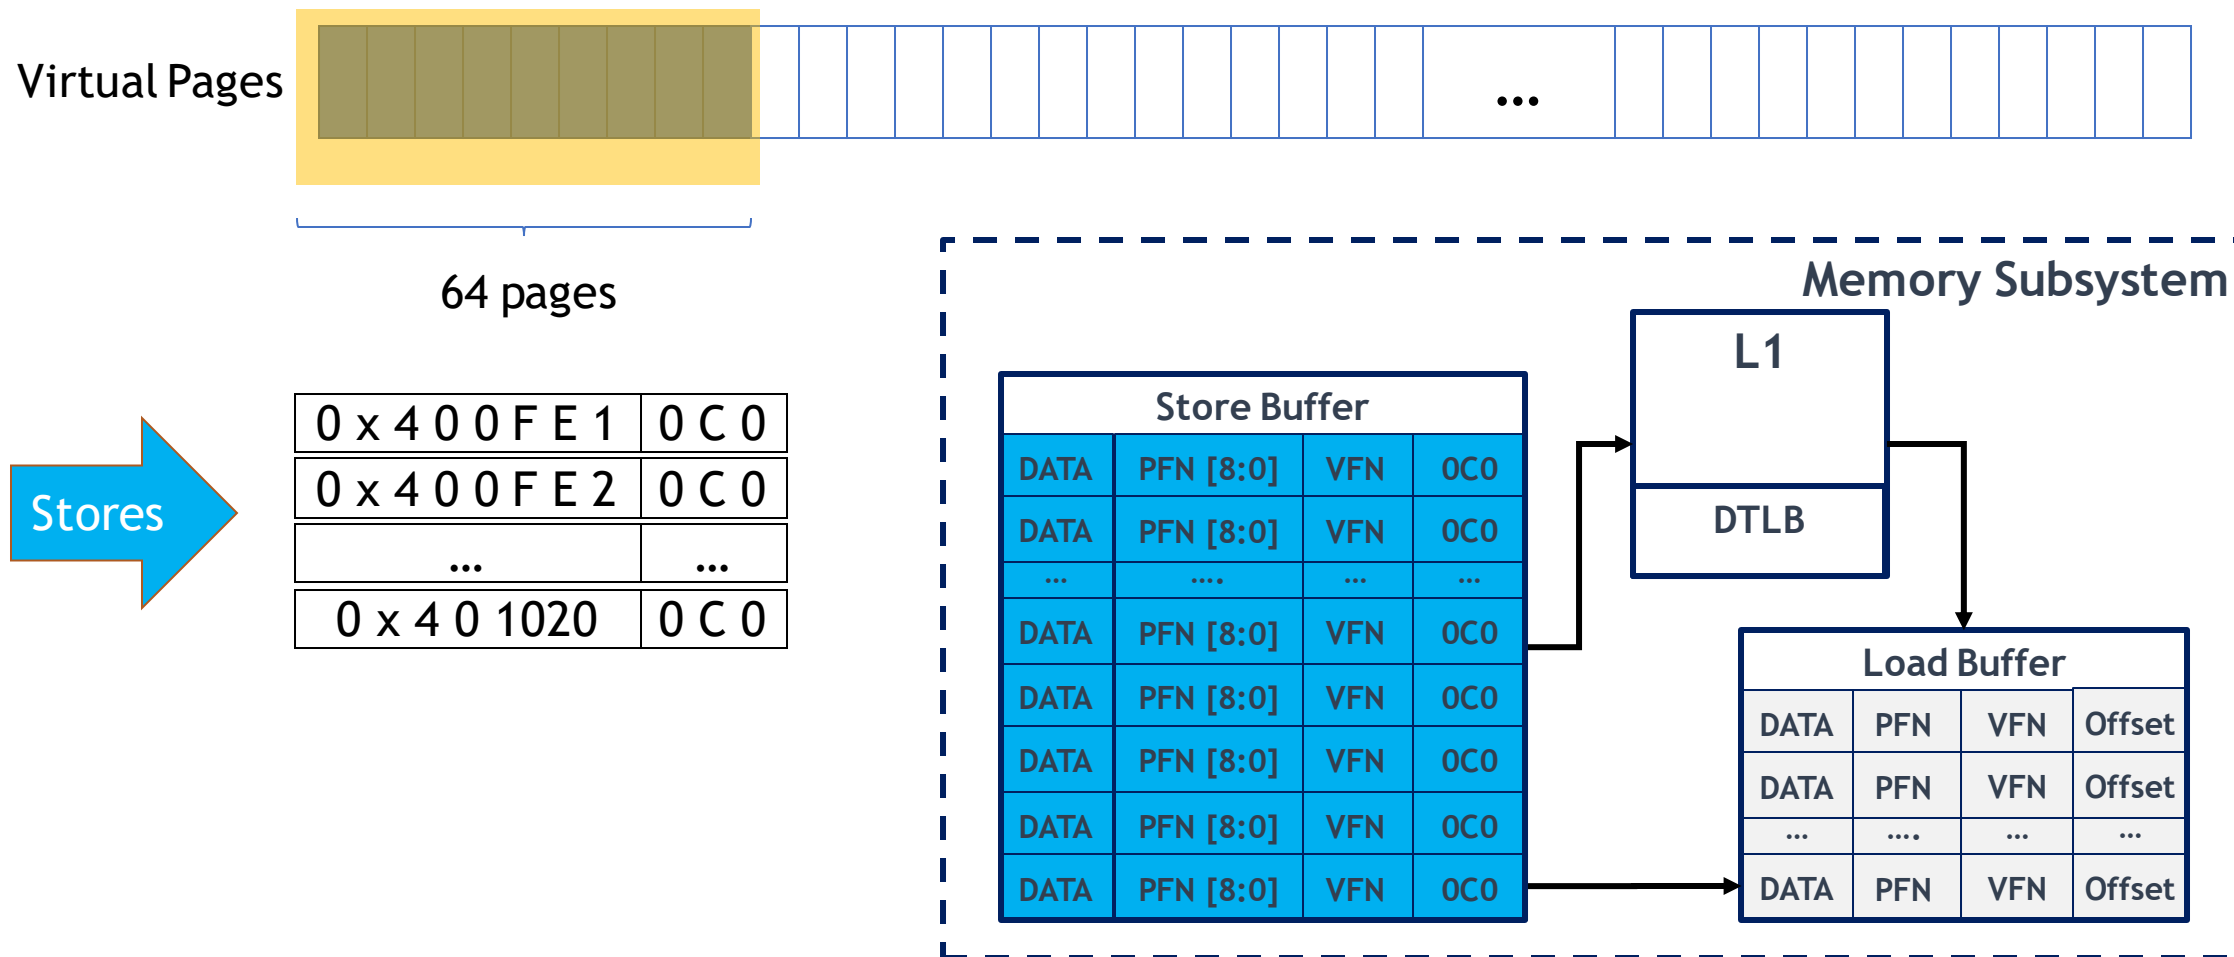 Virtual Pages
...
64 pages
Memory Subsystem
Stores
0 x 4 0 0 F E 1 0 C 0
0 x 4 0 0 F E 2 0 C 0
... ...
0 x 4 0 1020 0 C 0
Store Buffer
DATA PFN [8:0] VFN 0C0
DATA PFN [8:0] VFN 0C0
... .... ... ...
DATA PFN [8:0] VFN 0C0
DATA PFN [8:0] VFN 0C0
DATA PFN [8:0] VFN 0C0
DATA PFN [8:0] VFN 0C0
DATA PFN [8:0] VFN 0C0
L1
DTLB
Load Buffer
DATA PFN VFN Offset
DATA PFN VFN Offset
... .... ... ...
DATA PFN VFN Offset